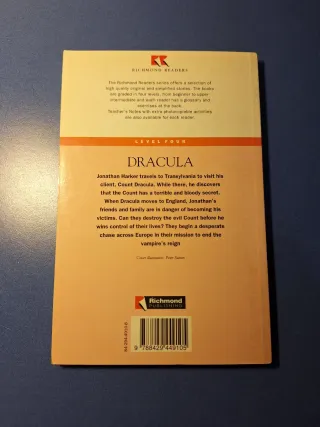 RICHMOND READERS
The Richmond Readers series offers a selection of
high quality original and simplified stories. The books
are graded in four levels, from beginner to upper
intermediate and each reader has a glossary and
exercises at the back.
Teacher's Notes with extra photocopiable activities
are also available for each reader.
LEVEL FOUR
DRACULA
Jonathan Harker travels to Transylvania to visit his
client, Count Dracula. While there, he discovers
that the Count has a terrible and bloody secret.
When Dracula moves to England, Jonathan's
friends and family are in danger of becoming his
victims. Can they destroy the evil Count before he
wins control of their lives? They begin a desperate
chase across Europe in their mission to end the
vampire's reign
Richmond
PUBLISHING
9 788429 449105